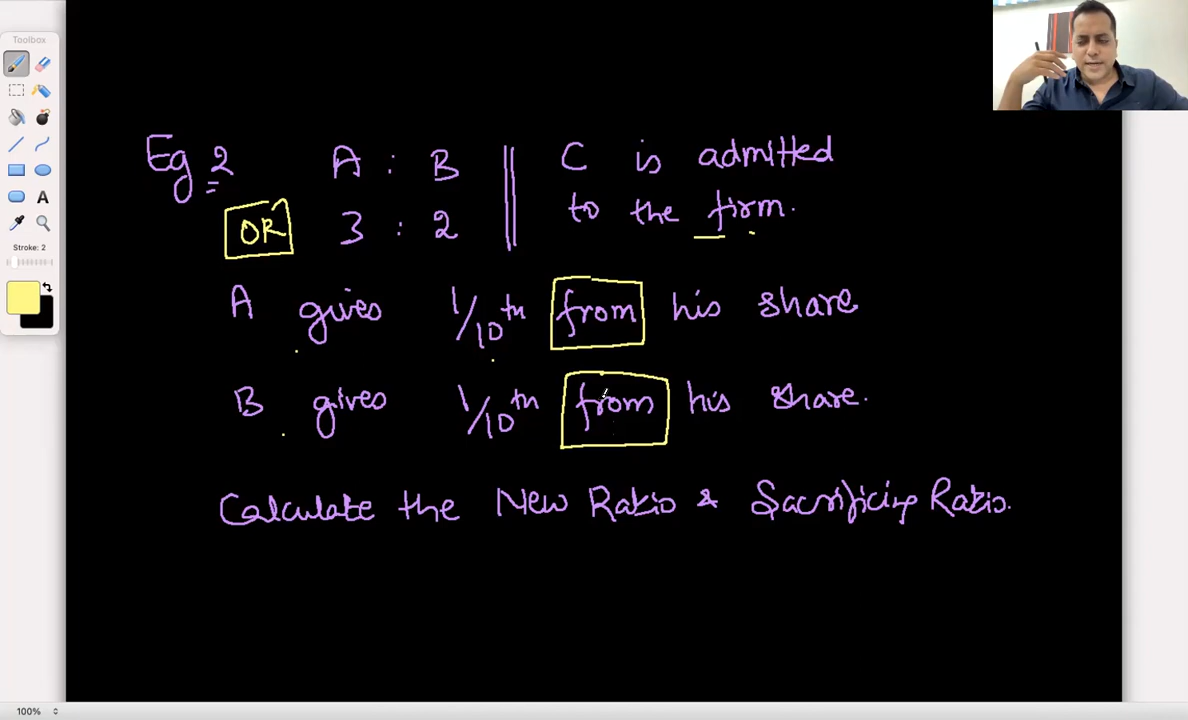 Toolbox
Eg 2 A : B C is admitted
OR 3 : 2 to the firm.
A gives 1/10th from his share
B gives 1/10th from his share.
Calculate the New Ratio & Sacrificing Ratio.
A
Stroke: 2
100%